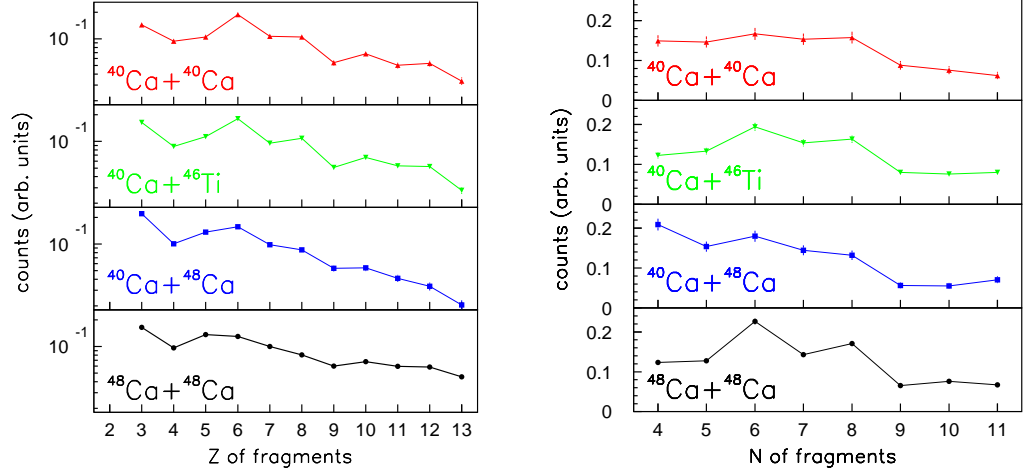 counts (arb. units)
10⁻¹
⁴⁰Ca+⁴⁰Ca
10⁻¹
⁴⁰Ca+⁴⁶Ti
10⁻¹
⁴⁰Ca+⁴⁸Ca
10⁻¹
⁴⁸Ca+⁴⁸Ca
2 3 4 5 6 7 8 9 10 11 12 13
Z of fragments
counts (arb. units)
0.2
0.1
⁴⁰Ca+⁴⁰Ca
0
0.2
0.1
⁴⁰Ca+⁴⁶Ti
0
0.2
0.1
⁴⁰Ca+⁴⁸Ca
0
0.2
0.1
⁴⁸Ca+⁴⁸Ca
0
4 5 6 7 8 9 10 11
N of fragments